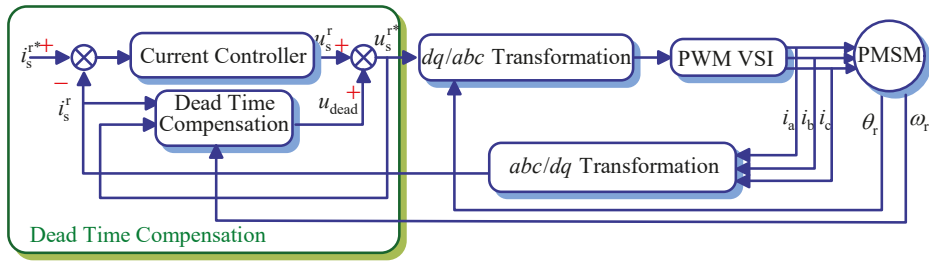 i_s^{r*} +
Current Controller
u_s^r +
u_s^{r*}
dq/abc Transformation
PWM VSI
PMSM
−
i_s^r
Dead Time
Compensation
u_dead
+
i_a i_b i_c
θ_r
ω_r
abc/dq Transformation
Dead Time Compensation